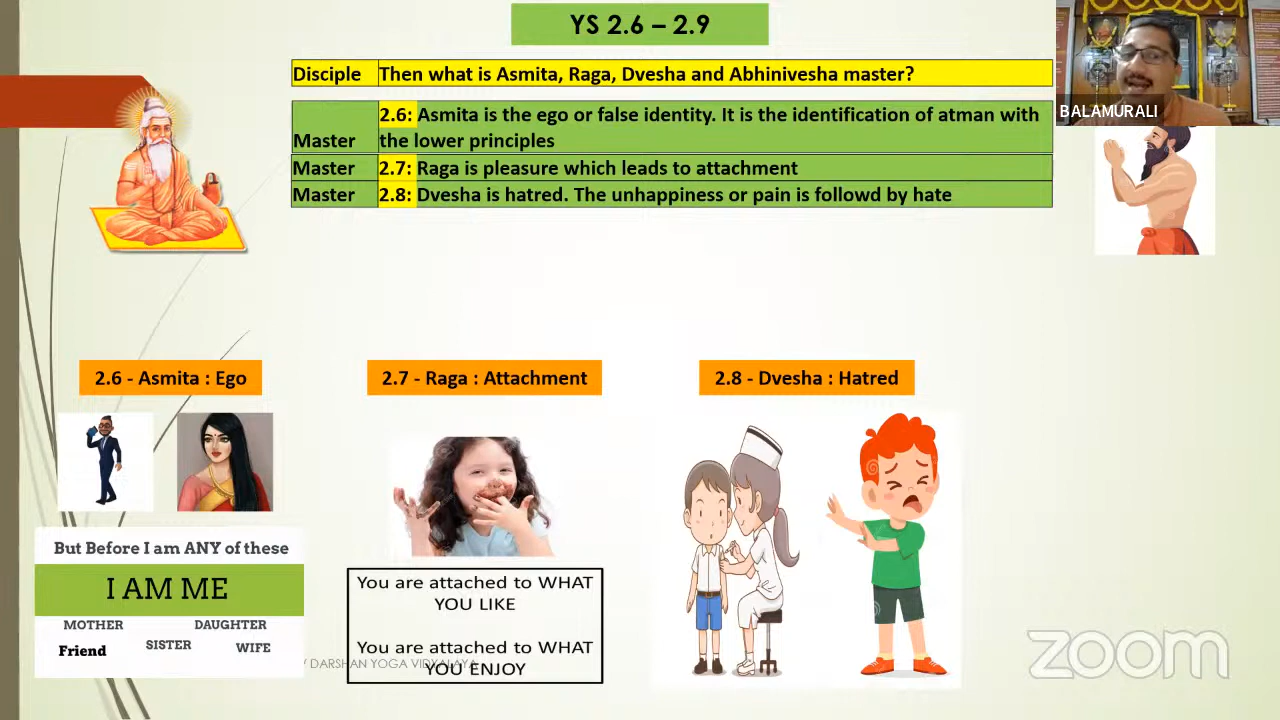 YS 2.6 – 2.9
BALAMURALI
Disciple Then what is Asmita, Raga, Dvesha and Abhinivesha master?
2.6: Asmita is the ego or false identity. It is the identification of atman with
Master the lower principles
Master 2.7: Raga is pleasure which leads to attachment
Master 2.8: Dvesha is hatred. The unhappiness or pain is followd by hate
2.6 - Asmita : Ego
2.7 - Raga : Attachment
2.8 - Dvesha : Hatred
But Before I am ANY of these
I AM ME
MOTHER DAUGHTER
Friend SISTER WIFE
You are attached to WHAT
YOU LIKE
You are attached to WHAT
YOU ENJOY
DARSHAN YOGA VIDYALAYA
zoom